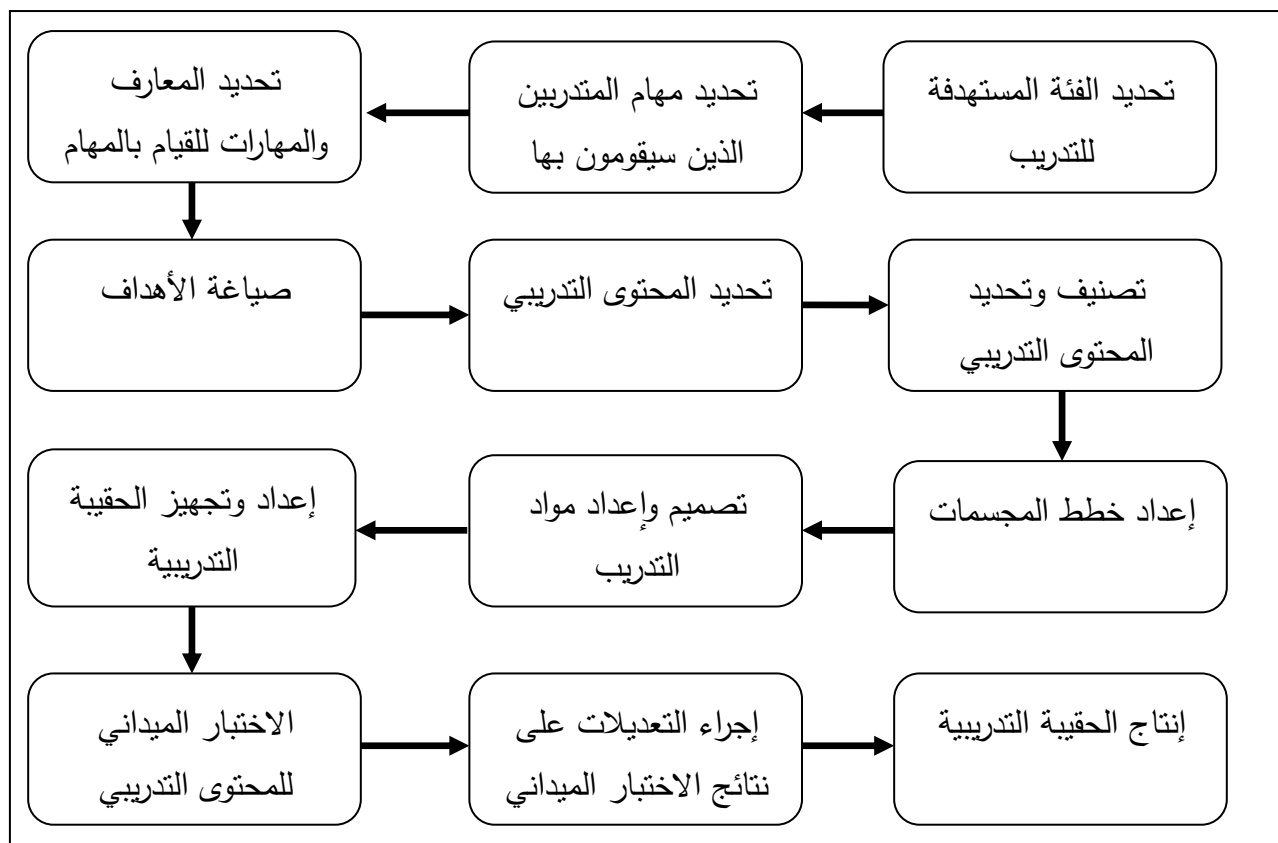 تحديد الفئة المستهدفة
للتدريب
تحديد مهام المتدربين
الذين سيقومون بها
تحديد المعارف
والمهارات للقيام بالمهام
صياغة الأهداف
تحديد المحتوى التدريبي
تصنيف وتحديد
المحتوى التدريبي
إعداد خطط المجسمات
تصميم وإعداد مواد
التدريب
إعداد وتجهيز الحقيبة
التدريبية
الاختبار الميداني
للمحتوى التدريبي
إجراء التعديلات على
نتائج الاختبار الميداني
إنتاج الحقيبة التدريبية